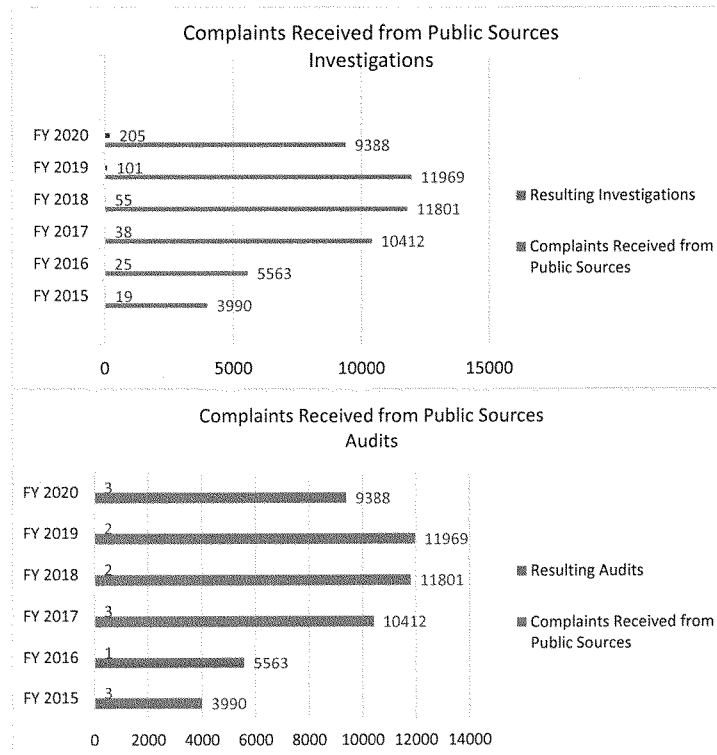 Complaints Received from Public Sources
Investigations
FY 2020 205 9388
FY 2019 101 11969
FY 2018 55 11801
FY 2017 38 10412
FY 2016 25 5563
FY 2015 19 3990
0 5000 10000 15000
Resulting Investigations
Complaints Received from
Public Sources
Complaints Received from Public Sources
Audits
FY 2020 3 9388
FY 2019 2 11969
FY 2018 2 11801
FY 2017 3 10412
FY 2016 1 5563
FY 2015 3 3990
0 2000 4000 6000 8000 10000 12000 14000
Resulting Audits
Complaints Received from
Public Sources